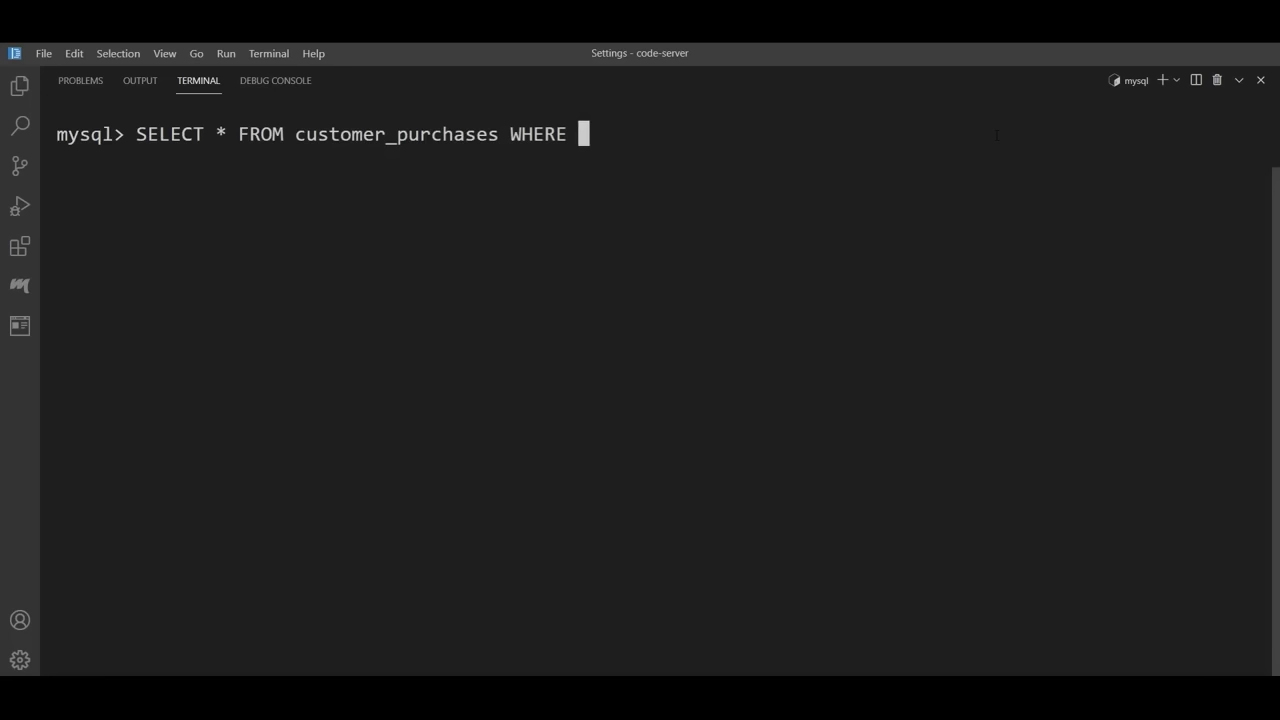 File Edit Selection View Go Run Terminal Help
Settings - code-server
PROBLEMS OUTPUT TERMINAL DEBUG CONSOLE
mysql
mysql> SELECT * FROM customer_purchases WHERE